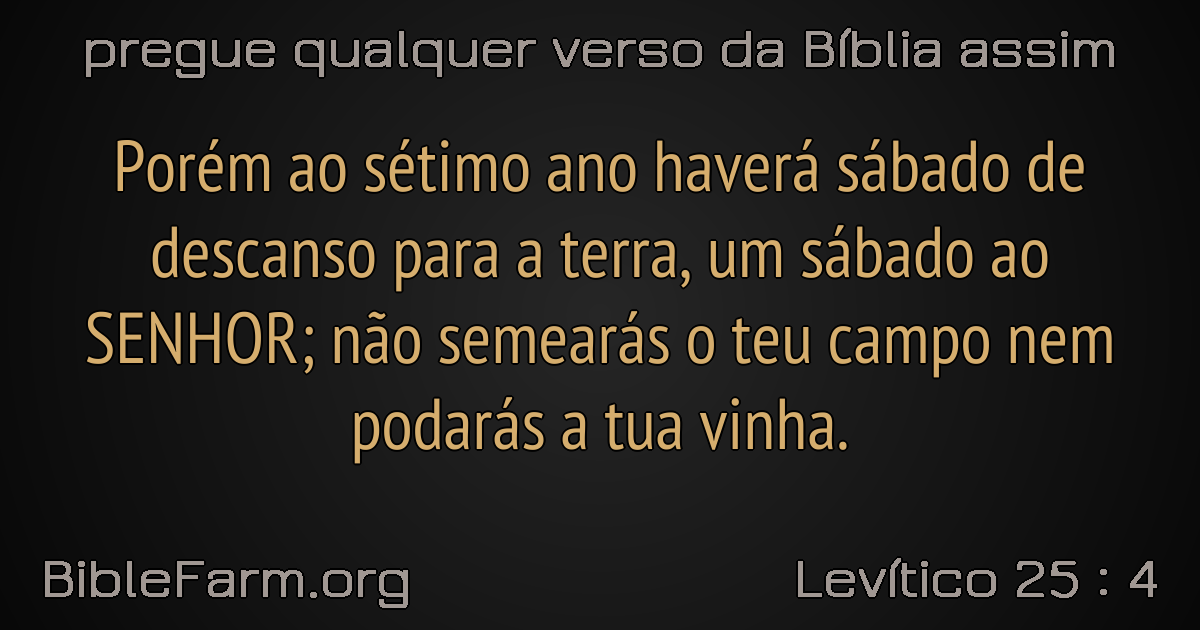 pregue qualquer verso da Bíblia assim
Porém ao sétimo ano haverá sábado de
descanso para a terra, um sábado ao
SENHOR; não semearás o teu campo nem
podarás a tua vinha.
BibleFarm.org
Levítico 25 : 4